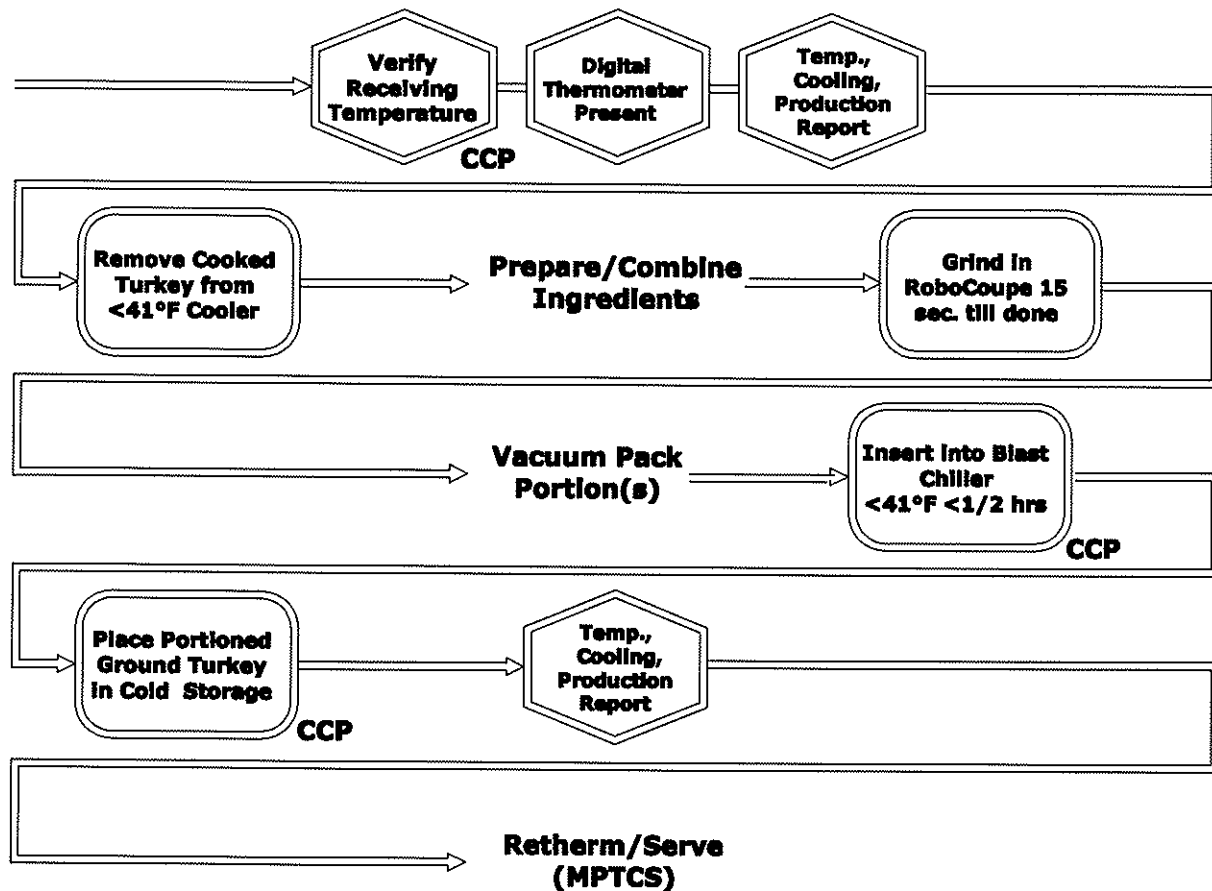 Verify
Receiving
Temperature
CCP
Digital
Thermometer
Present
Temp.,
Cooling,
Production
Report
Remove Cooked
Turkey from
<41°F Cooler
Prepare/Combine
Ingredients
Grind in
RoboCoupe 15
sec. till done
Vacuum Pack
Portion(s)
Insert into Blast
Chiller
<41°F <1/2 hrs
CCP
Place Portioned
Ground Turkey
in Cold Storage
CCP
Temp.,
Cooling,
Production
Report
Retherm/Serve
(MPTCS)